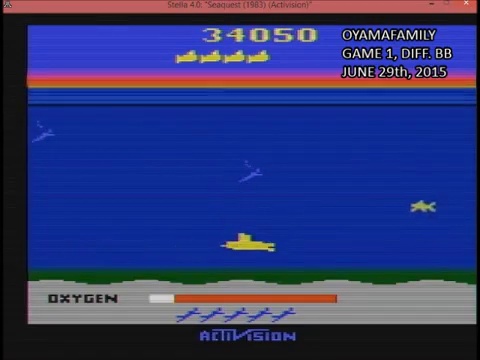 Stella 4.0: "Seaquest (1983) (Activision)"
34050
OYAMAFAMILY
GAME 1, DIFF. BB
JUNE 29th, 2015
OXYGEN
ACTIVISION